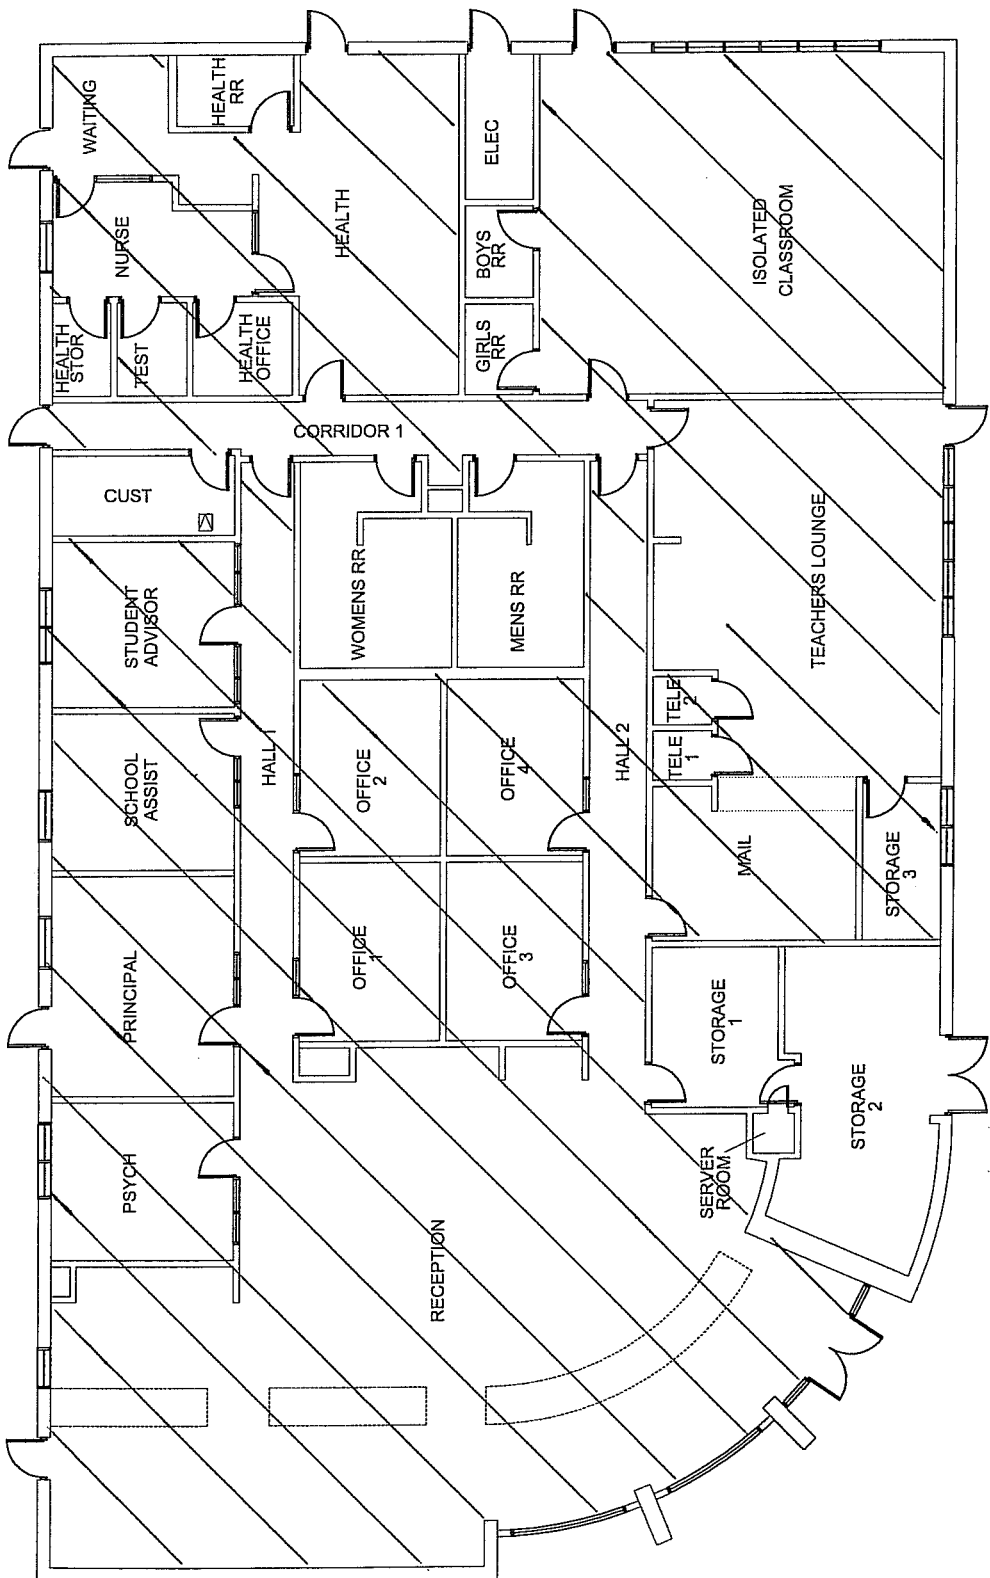 WAITING
HEALTH
RR
NURSE
HEALTH
ELEC
BOYS
RR
GIRLS
RR
ISOLATED
CLASSROOM
HEALTH
STOR
TEST
HEALTH
OFFICE
CORRIDOR 1
CUST
STUDENT
ADVISOR
WOMENS RR
MENS RR
TEACHERS LOUNGE
SCHOOL
ASSIST
HALL 1
OFFICE
2
OFFICE
4
HALL 2
TELE
2
TELE
1
MAIL
STORAGE
3
PRINCIPAL
OFFICE
1
OFFICE
3
STORAGE
1
STORAGE
2
PSYCH
SERVER
ROOM
RECEPTION